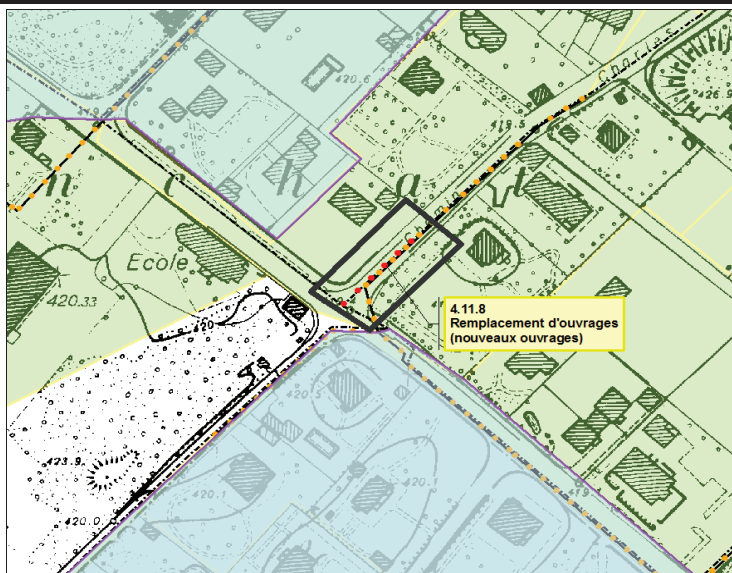 420.6
426.9
Charles
419.5
n c h a t
Ecole
420.33
4.11.8
Remplacement d'ouvrages
(nouveaux ouvrages)
420
420.5
423.9
420.1
420.1
420.0
419